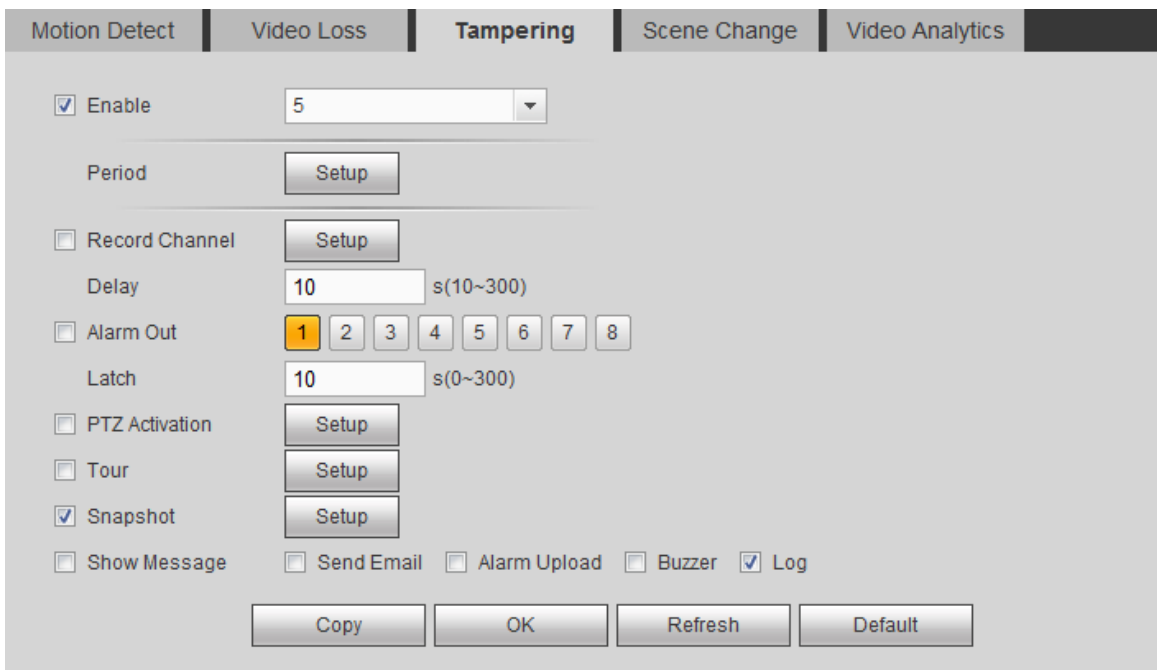 Motion Detect Video Loss Tampering Scene Change Video Analytics
Enable 5
Period Setup
Record Channel Setup
Delay 10 s(10~300)
Alarm Out 1 2 3 4 5 6 7 8
Latch 10 s(0~300)
PTZ Activation Setup
Tour Setup
Snapshot Setup
Show Message Send Email Alarm Upload Buzzer Log
Copy OK Refresh Default